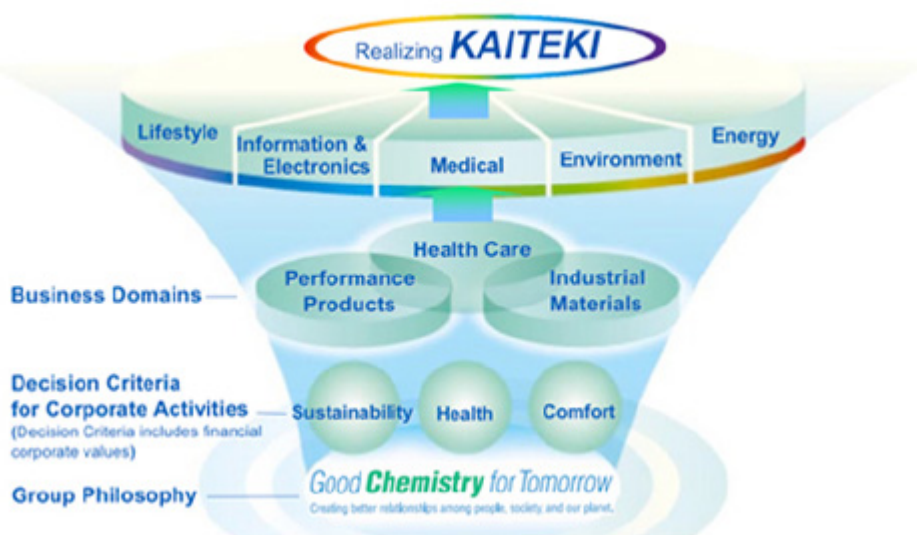 Realizing KAITEKI
Lifestyle
Information &
Electronics
Medical
Environment
Energy
Health Care
Performance
Products
Industrial
Materials
Business Domains
Decision Criteria
for Corporate Activities
(Decision Criteria includes financial
corporate values)
Sustainability
Health
Comfort
Group Philosophy
Good Chemistry for Tomorrow
Creating better relationships among people, society, and our planet.